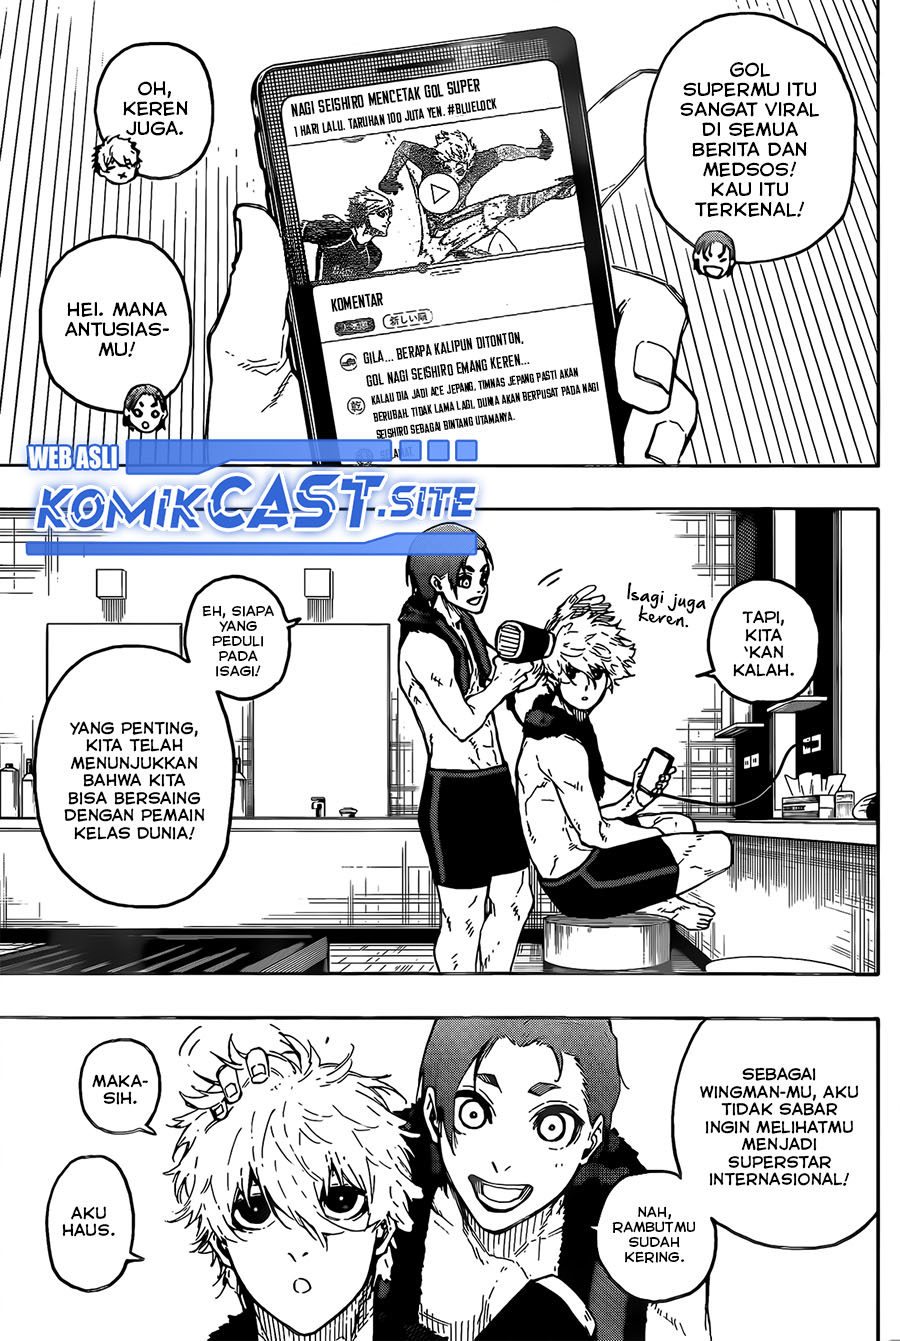 GOL
SUPERMU ITU
SANGAT VIRAL
DI SEMUA
BERITA DAN
MEDSOS!
KAU ITU
TERKENAL!
NAGI SEISHIRO MENCETAK GOL SUPER
1 HARI LALU. TARUHAN 100 JUTA YEN. #BLUELOCK
KOMENTAR
新しい順
GILA... BERAPA KALIPUN DITONTON,
GOL NAGI SEISHIRO EMANG KEREN...
乾
KALAU DIA JADI ACE JEPANG, TIMNAS JEPANG PASTI AKAN
BERUBAH. TIDAK LAMA LAGI, DUNIA AKAN BERPUSAT PADA NAGI
SEISHIRO SEBAGAI BINTANG UTAMANYA.
OH,
KEREN
JUGA.
HEI. MANA
ANTUSIAS-
MU!
WEB ASLI
KOMIKCAST.SITE
TAPI,
KITA
'KAN
KALAH.
Isagi juga
keren.
EH, SIAPA
YANG
PEDULI
PADA
ISAGI!
YANG PENTING,
KITA TELAH
MENUNJUKKAN
BAHWA KITA
BISA BERSAING
DENGAN PEMAIN
KELAS DUNIA!
SEBAGAI
WINGMAN-MU, AKU
TIDAK SABAR
INGIN MELIHATMU
MENJADI
SUPERSTAR
INTERNASIONAL!
NAH,
RAMBUTMU
SUDAH
KERING.
MAKA-
SIH.
AKU
HAUS.